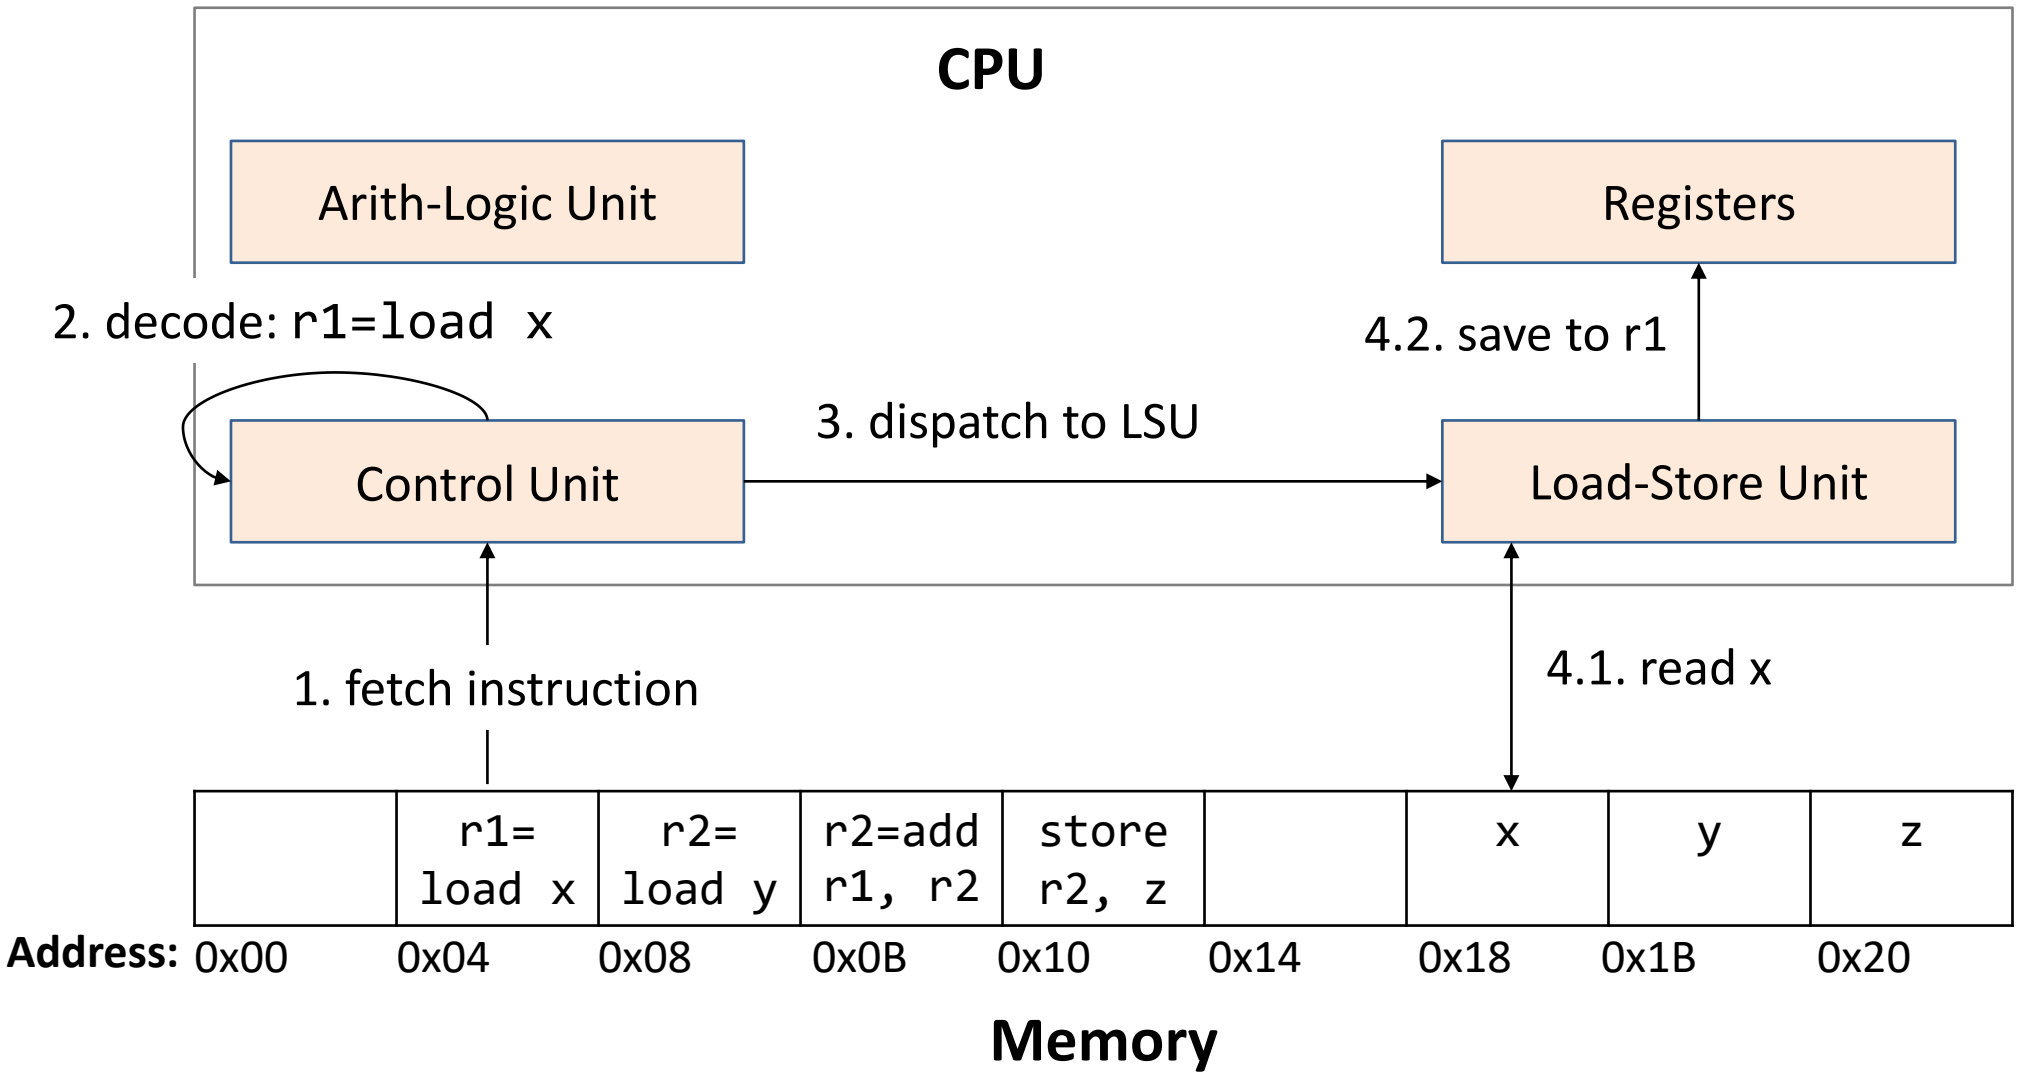 CPU
Arith-Logic Unit
Registers
2. decode: r1=load x
4.2. save to r1
3. dispatch to LSU
Control Unit
Load-Store Unit
1. fetch instruction
4.1. read x
r1=
load x
r2=
load y
r2=add
r1, r2
store
r2, z
x
y
z
Address: 0x00 0x04 0x08 0x0B 0x10 0x14 0x18 0x1B 0x20
Memory